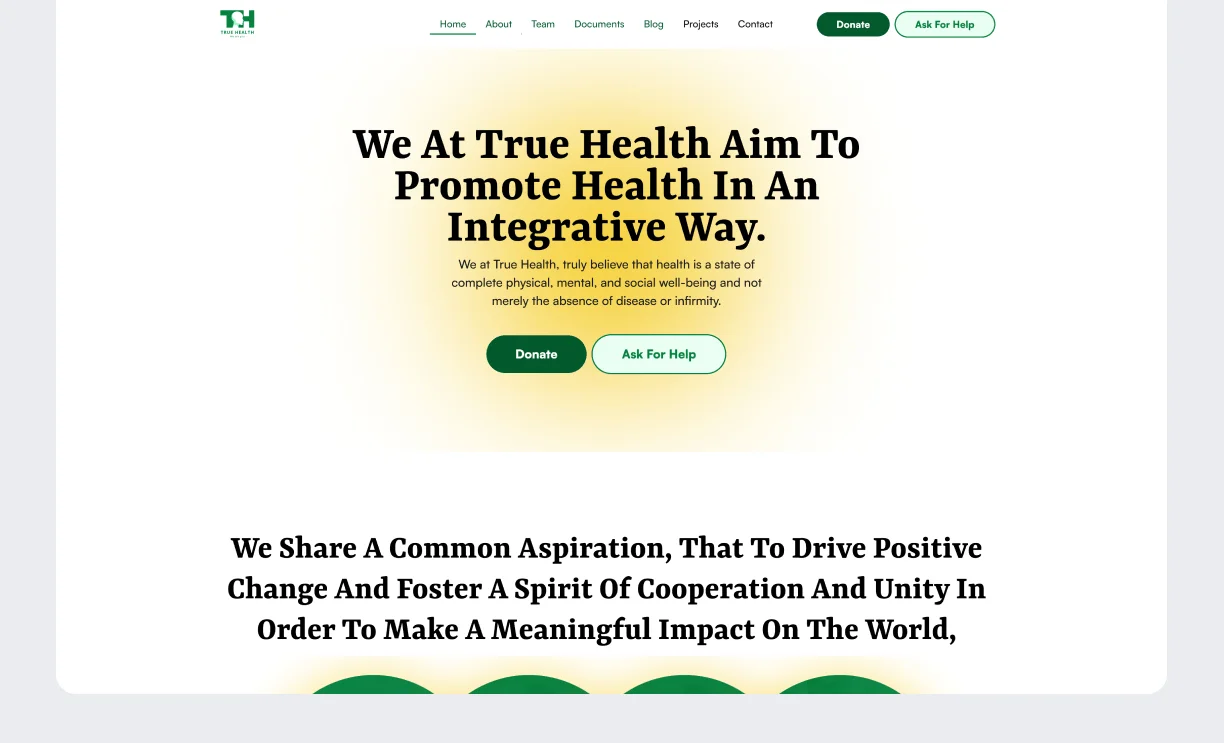 TH
TRUE HEALTH
Home About Team Documents Blog Projects Contact
Donate Ask For Help
We At True Health Aim To
Promote Health In An
Integrative Way.
We at True Health, truly believe that health is a state of
complete physical, mental, and social well-being and not
merely the absence of disease or infirmity.
Donate Ask For Help
We Share A Common Aspiration, That To Drive Positive
Change And Foster A Spirit Of Cooperation And Unity In
Order To Make A Meaningful Impact On The World,